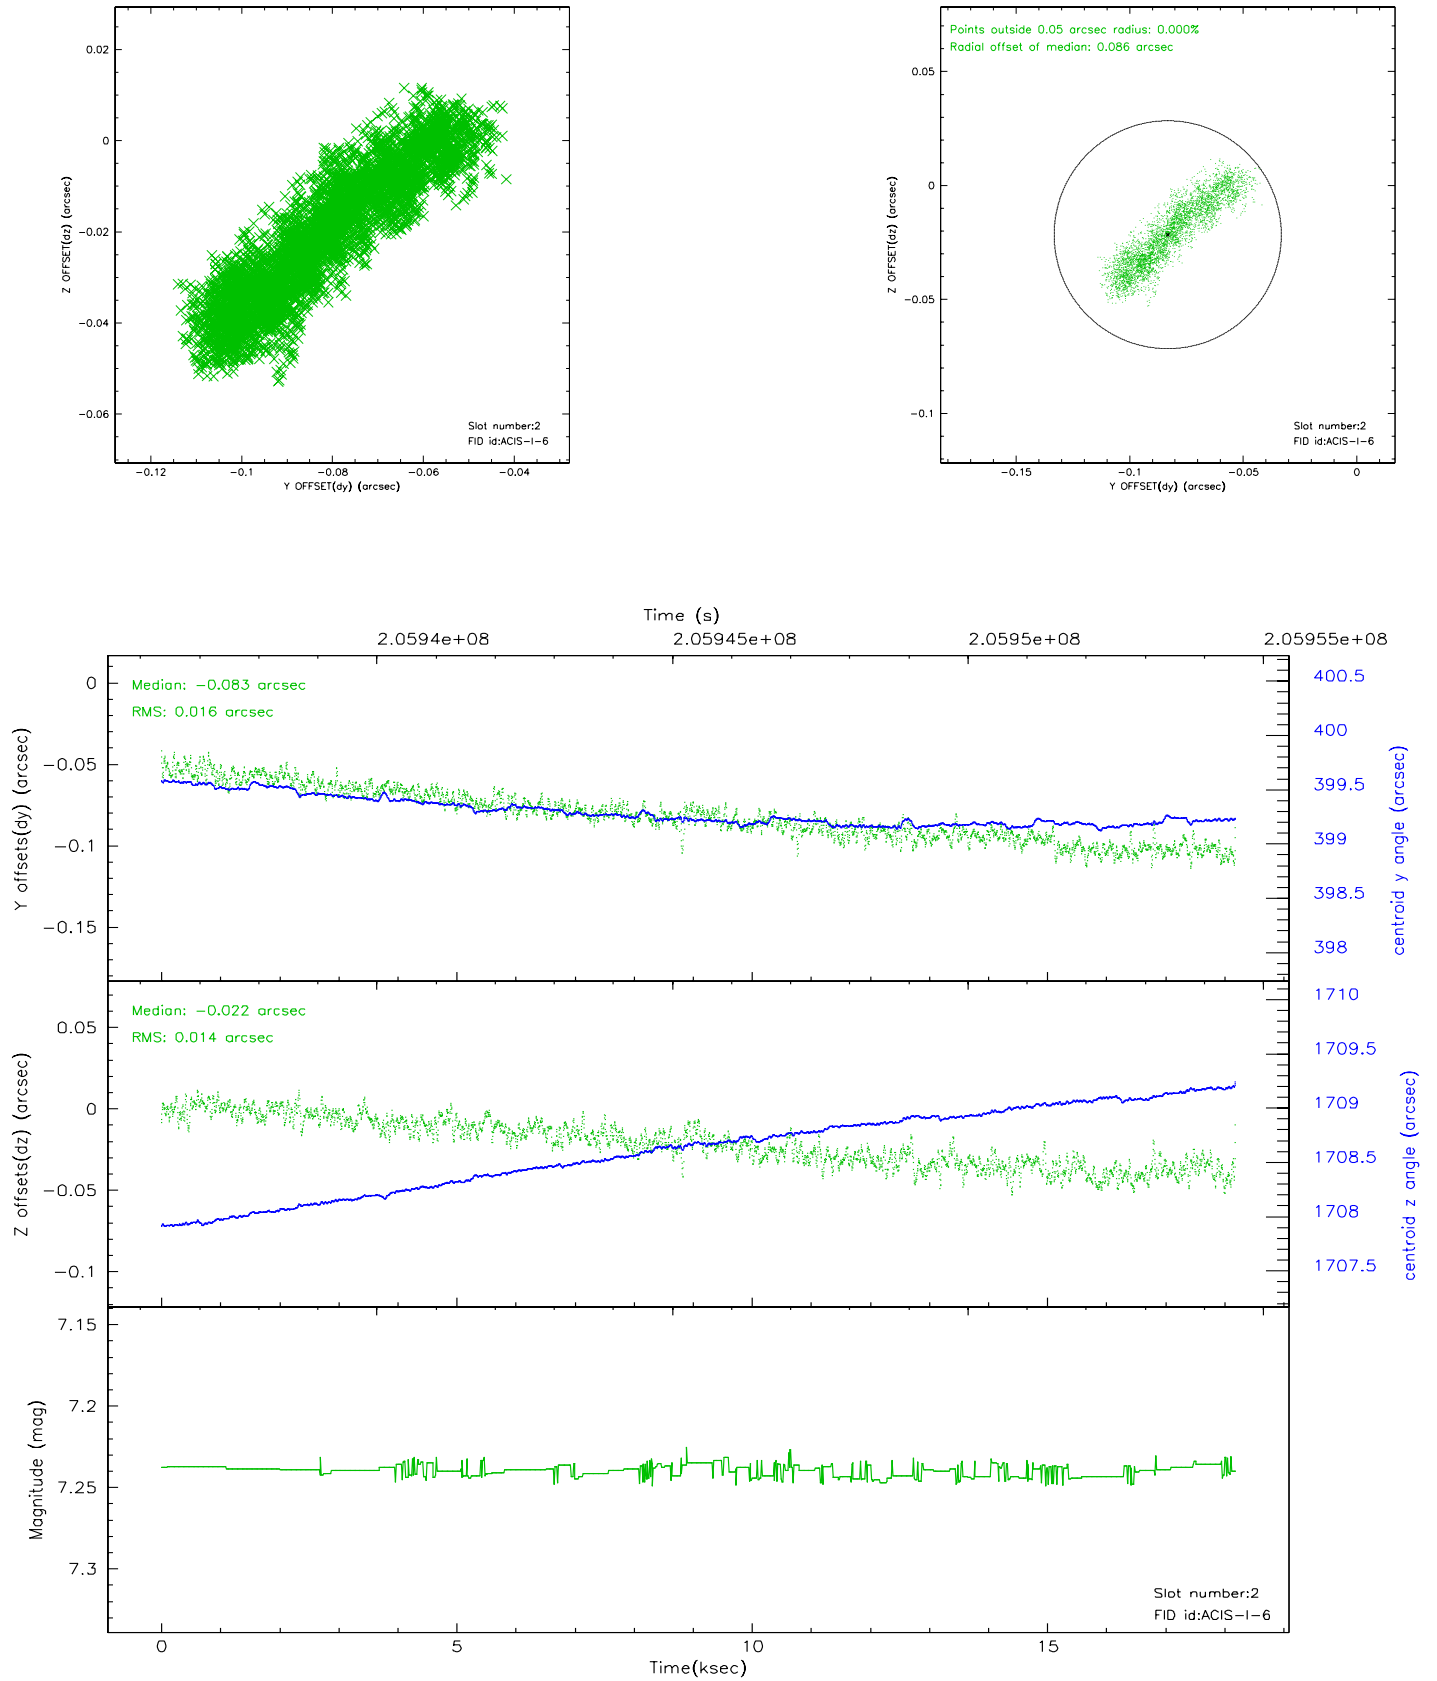 0.02
0
-0.02
-0.04
-0.06
Z OFFSET(dz) (arcsec)
Slot number:2
FID id:ACIS-I-6
-0.12 -0.1 -0.08 -0.06 -0.04
Y OFFSET(dy) (arcsec)
Points outside 0.05 arcsec radius: 0.000%
Radial offset of median: 0.086 arcsec
0.05
0
-0.05
-0.1
Z OFFSET(dz) (arcsec)
Slot number:2
FID id:ACIS-I-6
-0.15 -0.1 -0.05 0
Y OFFSET(dy) (arcsec)
Time (s)
2.0594e+08 2.05945e+08 2.0595e+08 2.05955e+08
Median: -0.083 arcsec
RMS: 0.016 arcsec
0
-0.05
-0.1
-0.15
Y offsets(dy) (arcsec)
400.5
400
399.5
399
398.5
398
centroid y angle (arcsec)
Median: -0.022 arcsec
RMS: 0.014 arcsec
0.05
0
-0.05
-0.1
Z offsets(dz) (arcsec)
1710
1709.5
1709
1708.5
1708
1707.5
centroid z angle (arcsec)
7.15
7.2
7.25
7.3
Magnitude (mag)
Slot number:2
FID id:ACIS-I-6
0 5 10 15
Time(ksec)